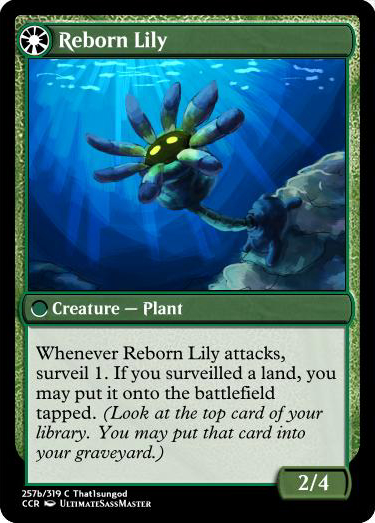 Reborn Lily
Creature — Plant
Whenever Reborn Lily attacks,
surveil 1. If you surveilled a land, you
may put it onto the battlefield
tapped. (Look at the top card of your
library. You may put that card into
your graveyard.)
2/4
257b/319 C ThatIsungod
CCR UltimateSassMaster